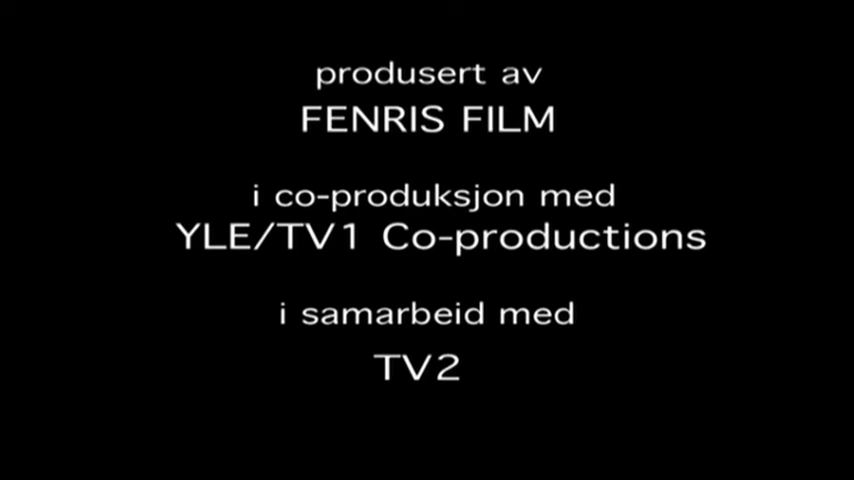 produsert av
FENRIS FILM
i co-produksjon med
YLE/TV1 Co-productions
i samarbeid med
TV2